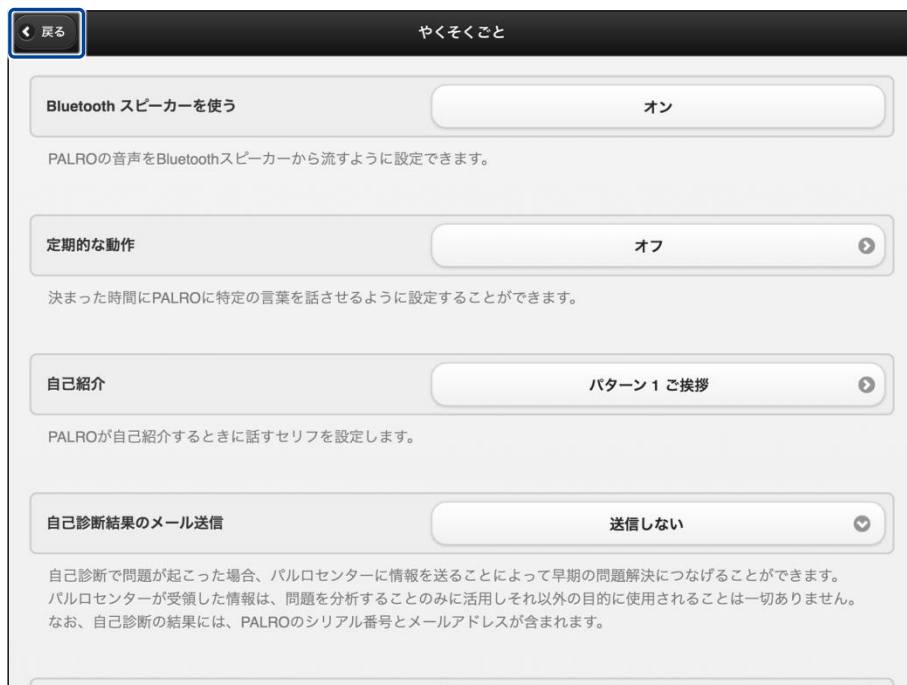 戻る
やくそくごと
Bluetooth スピーカーを使う
オン
PALROの音声をBluetoothスピーカーから流すように設定できます。
定期的な動作
オフ
決まった時間にPALROに特定の言葉を話させるように設定することができます。
自己紹介
パターン 1 ご挨拶
PALROが自己紹介するときに話すセリフを設定します。
自己診断結果のメール送信
送信しない
自己診断で問題が起こった場合、パルロセンターに情報を送ることによって早期の問題解決につなげることができます。
パルロセンターが受領した情報は、問題を分析することのみに活用しそれ以外の目的に使用されることは一切ありません。
なお、自己診断の結果には、PALROのシリアル番号とメールアドレスが含まれます。